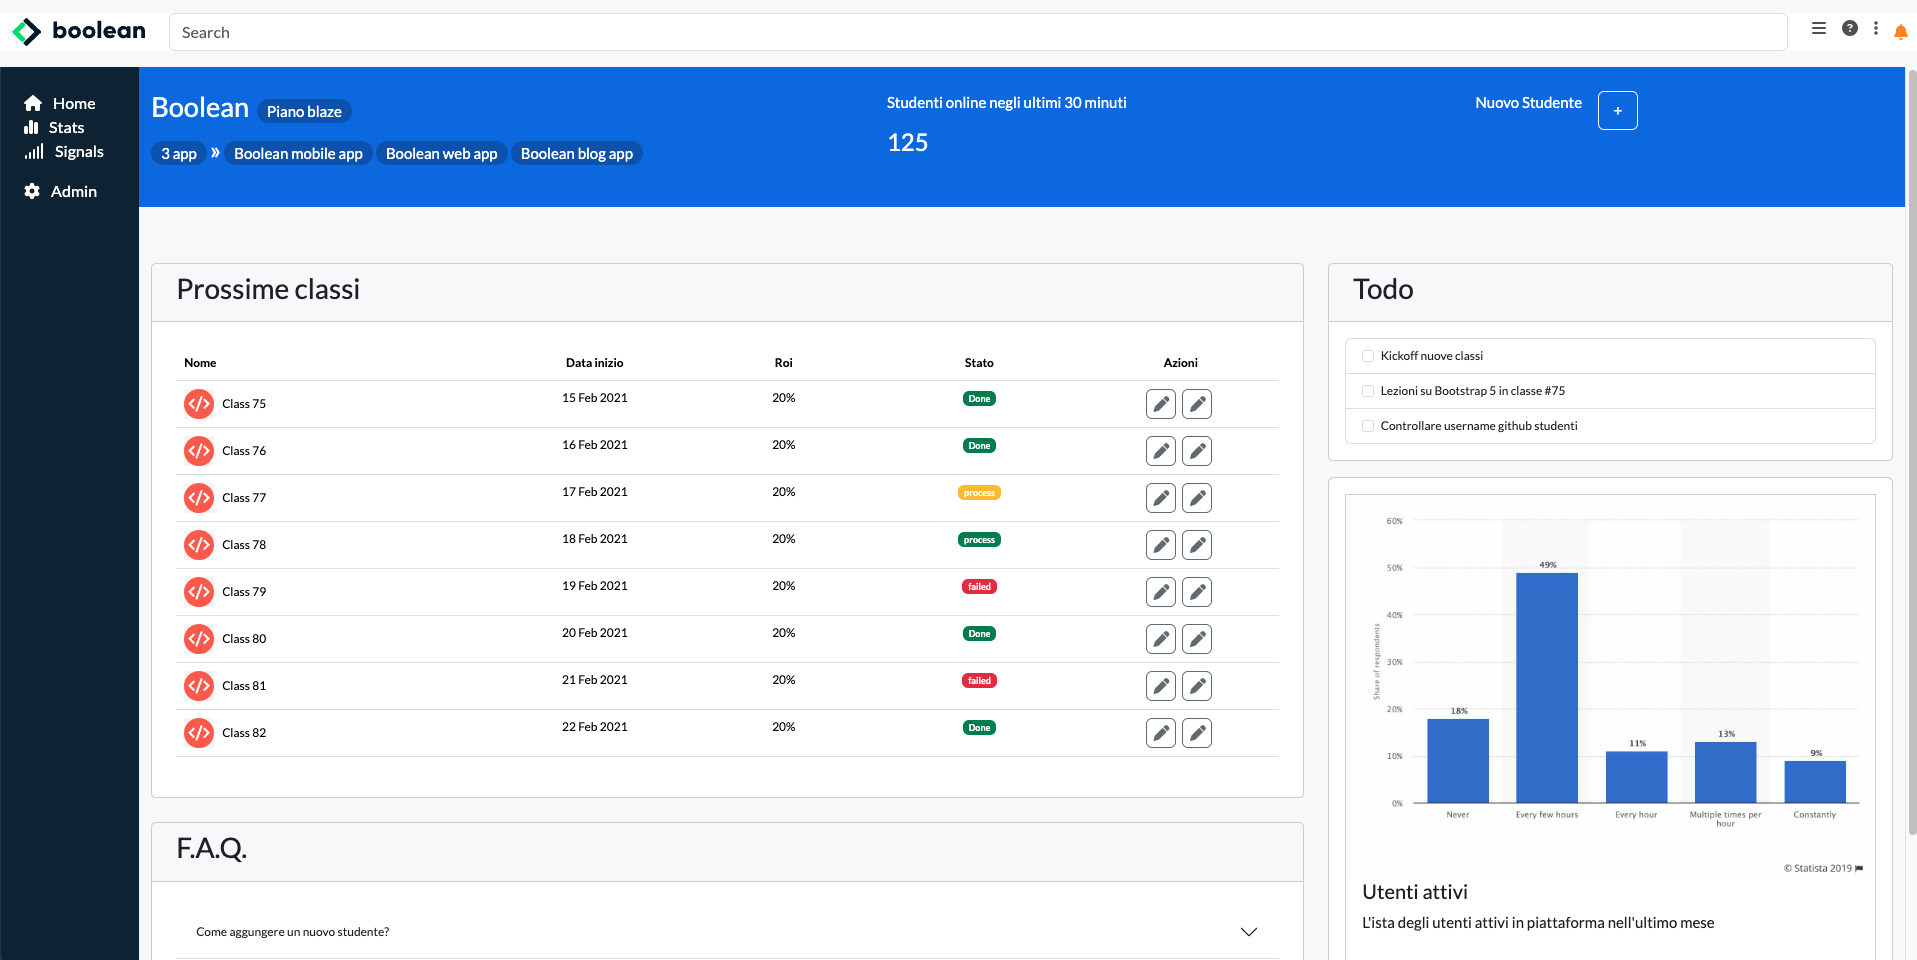 boolean
Search
Home
Stats
Signals
Admin
Boolean Piano blaze
3 app » Boolean mobile app Boolean web app Boolean blog app
Studenti online negli ultimi 30 minuti
125
Nuovo Studente +
Prossime classi
Nome Data inizio Roi Stato Azioni
Class 75 15 Feb 2021 20% Done
Class 76 16 Feb 2021 20% Done
Class 77 17 Feb 2021 20% process
Class 78 18 Feb 2021 20% process
Class 79 19 Feb 2021 20% failed
Class 80 20 Feb 2021 20% Done
Class 81 21 Feb 2021 20% failed
Class 82 22 Feb 2021 20% Done
F.A.Q.
Come aggungere un nuovo studente?
Todo
Kickoff nuove classi
Lezioni su Bootstrap 5 in classe #75
Controllare username github studenti
Share of respondents
60%
50%
40%
30%
20%
10%
0%
18%
49%
11%
13%
9%
Never
Every few hours
Every hour
Multiple times per
hour
Constantly
© Statista 2019
Utenti attivi
L'ista degli utenti attivi in piattaforma nell'ultimo mese